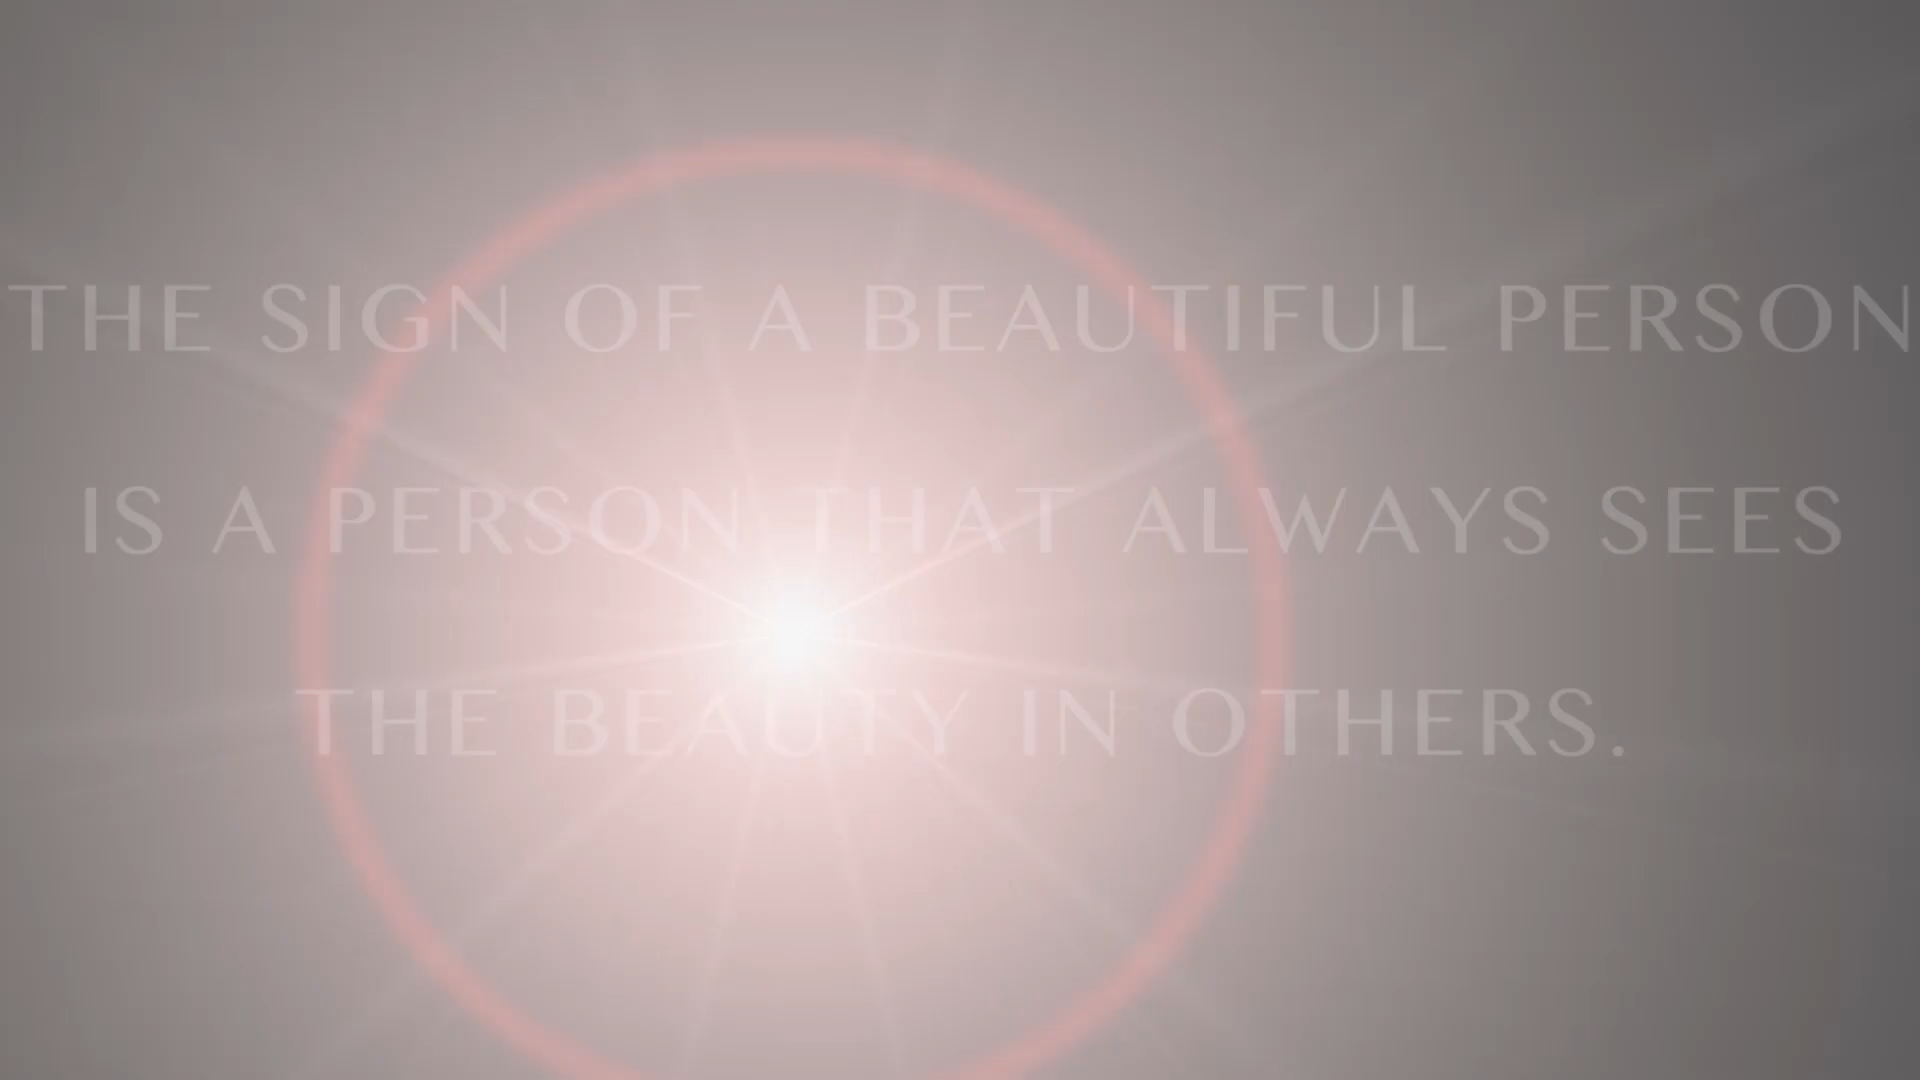 THE SIGN OF A BEAUTIFUL PERSON
IS A PERSON THAT ALWAYS SEES
THE BEAUTY IN OTHERS.